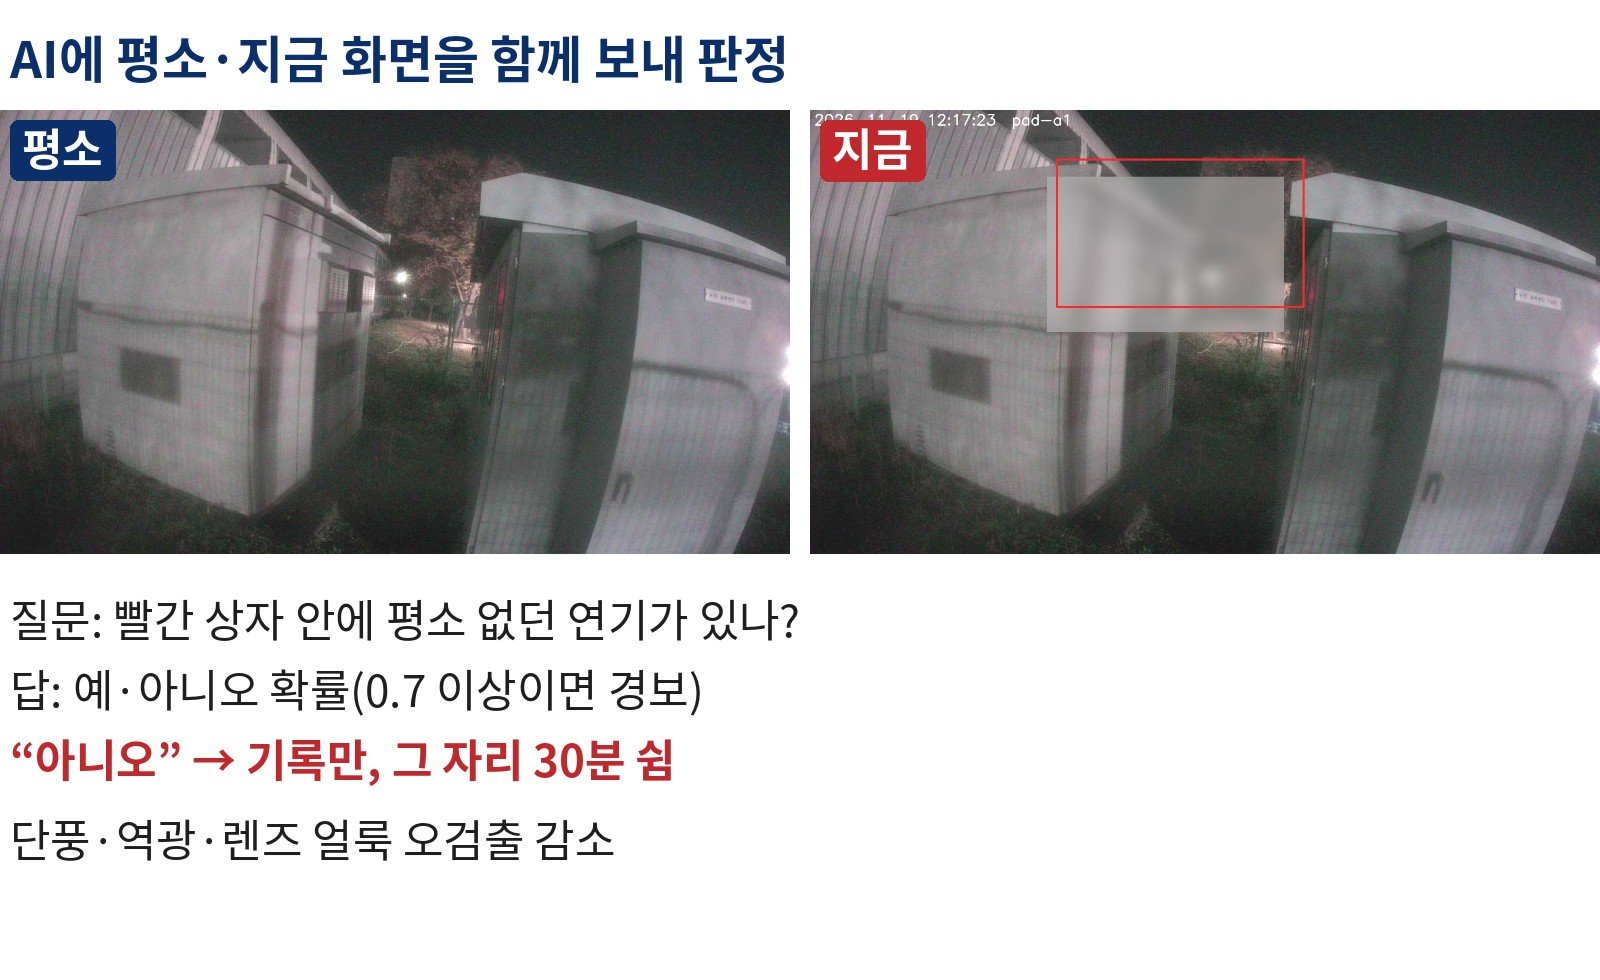 AI에 평소·지금 화면을 함께 보내 판정
평소
지금
12:17:23 pad-a1
질문: 빨간 상자 안에 평소 없던 연기가 있나?
답: 예·아니오 확률(0.7 이상이면 경보)
“아니오” → 기록만, 그 자리 30분 쉼
단풍·역광·렌즈 얼룩 오검출 감소